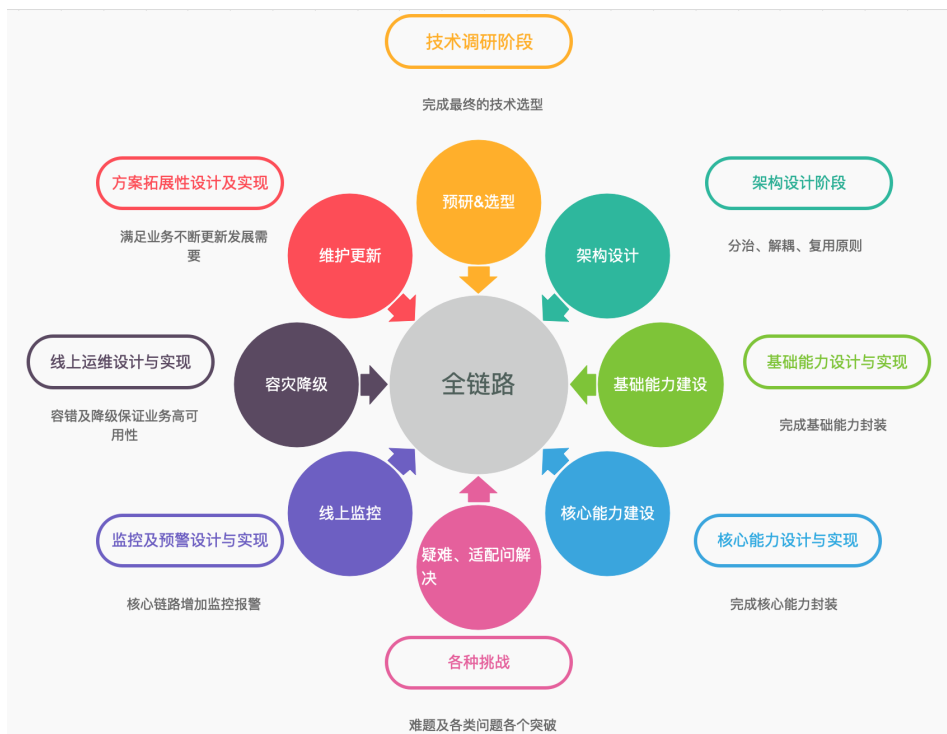 技术调研阶段
完成最终的技术选型
预研&选型
方案拓展性设计及实现
满足业务不断更新发展需
要
维护更新
架构设计
架构设计阶段
分治、解耦、复用原则
线上运维设计与实现
容错及降级保证业务高可
用性
容灾降级
全链路
基础能力建设
基础能力设计与实现
完成基础能力封装
监控及预警设计与实现
核心链路增加监控报警
线上监控
疑难、适配问解
决
核心能力建设
核心能力设计与实现
完成核心能力封装
各种挑战
难题及各类问题各个突破